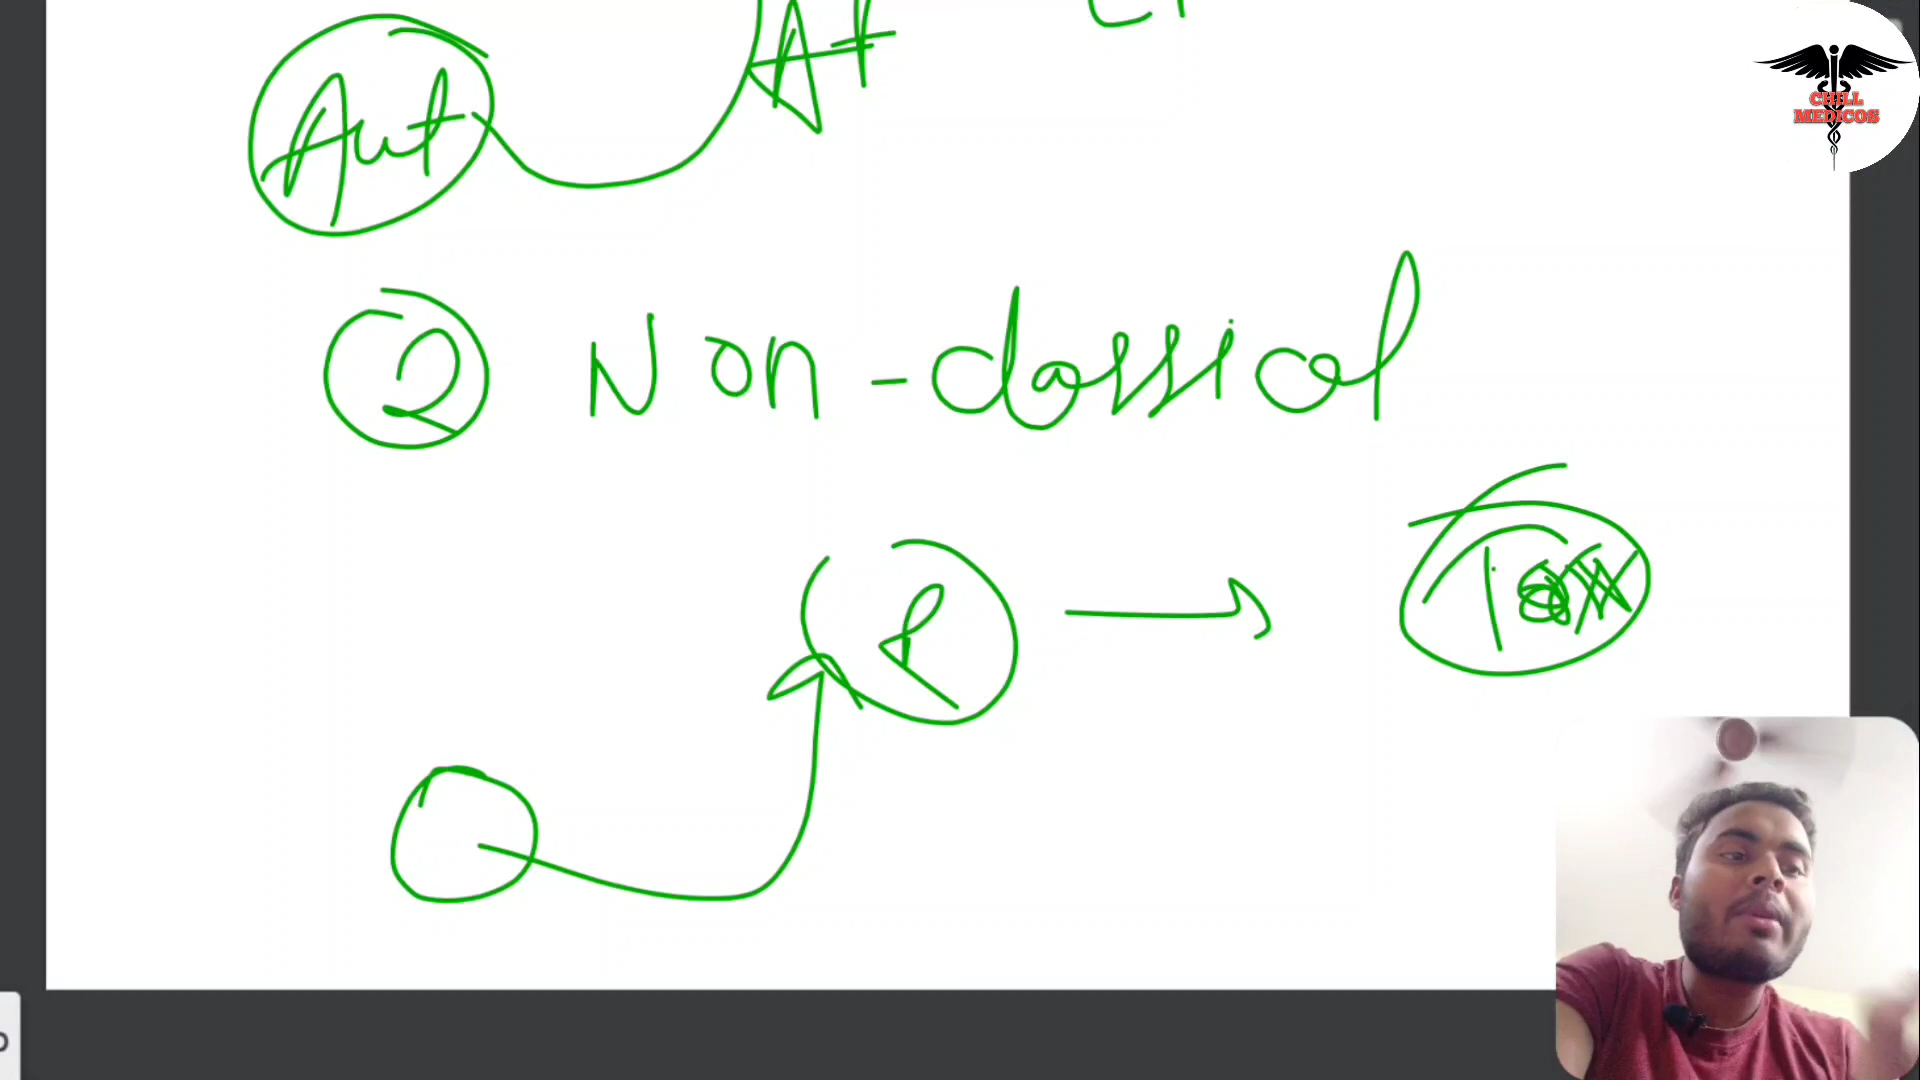 At
Aut
CHILL
MEDICOS
2 Non-classical
R